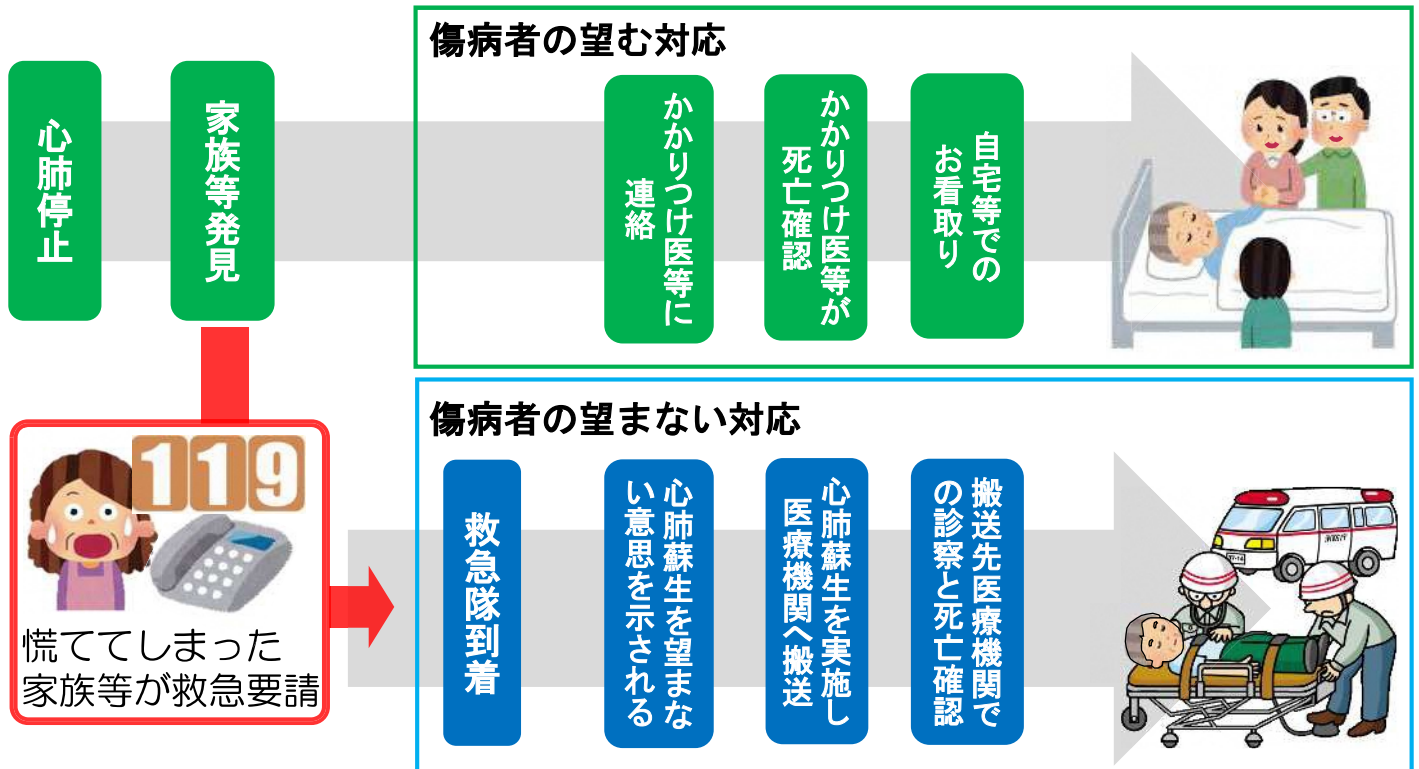 傷病者の望む対応
心肺停止
家族等発見
かかりつけ医等に
連絡
かかりつけ医等が
死亡確認
自宅等での
お看取り
119
慌ててしまった
家族等が救急要請
傷病者の望まない対応
救急隊到着
心肺蘇生を望まな
い意思を示される
心肺蘇生を実施し
医療機関へ搬送
搬送先医療機関で
の診察と死亡確認